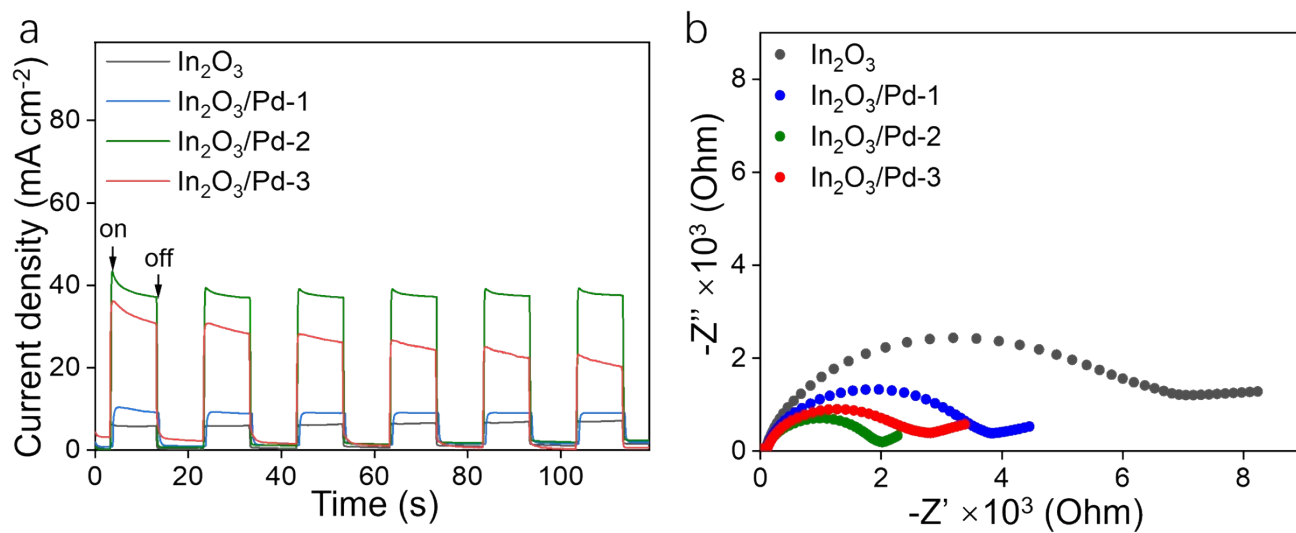 a
In₂O₃
In₂O₃/Pd-1
In₂O₃/Pd-2
In₂O₃/Pd-3
on
off
Current density (mA cm⁻²)
80
60
40
20
0
0 20 40 60 80 100
Time (s)
b
In₂O₃
In₂O₃/Pd-1
In₂O₃/Pd-2
In₂O₃/Pd-3
-Z'' ×10³ (Ohm)
8
6
4
2
0
0 2 4 6 8
-Z' ×10³ (Ohm)